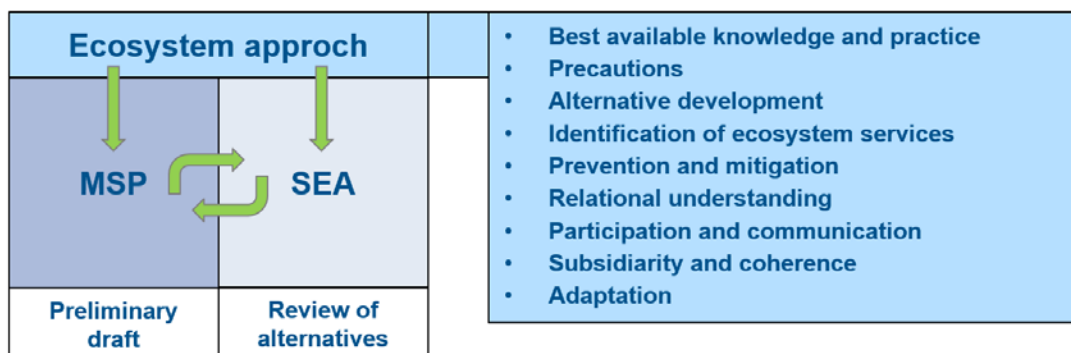 Ecosystem approch
MSP
SEA
Preliminary
draft
Review of
alternatives
• Best available knowledge and practice
• Precautions
• Alternative development
• Identification of ecosystem services
• Prevention and mitigation
• Relational understanding
• Participation and communication
• Subsidiarity and coherence
• Adaptation